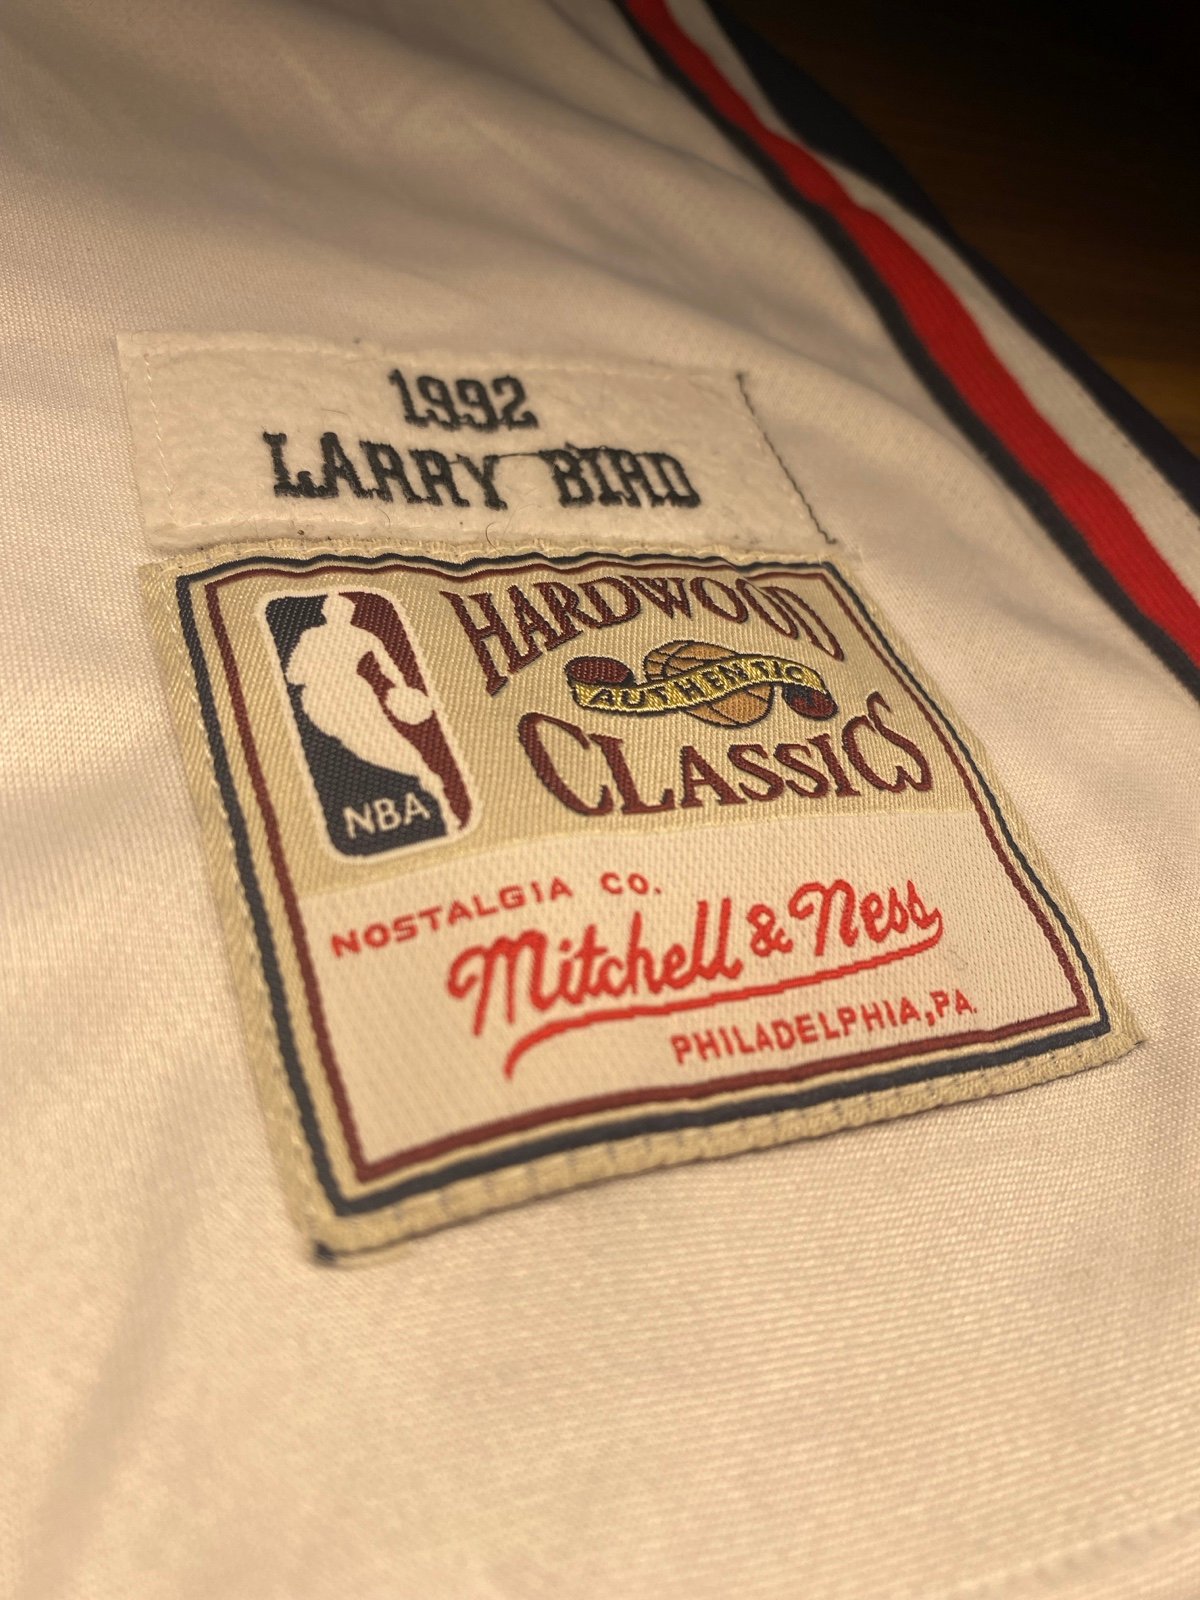 1992
LARRY BIRD
HARDWOOD
AUTHENTIC
CLASSICS
NBA
NOSTALGIA CO.
Mitchell & Ness
PHILADELPHIA, PA.